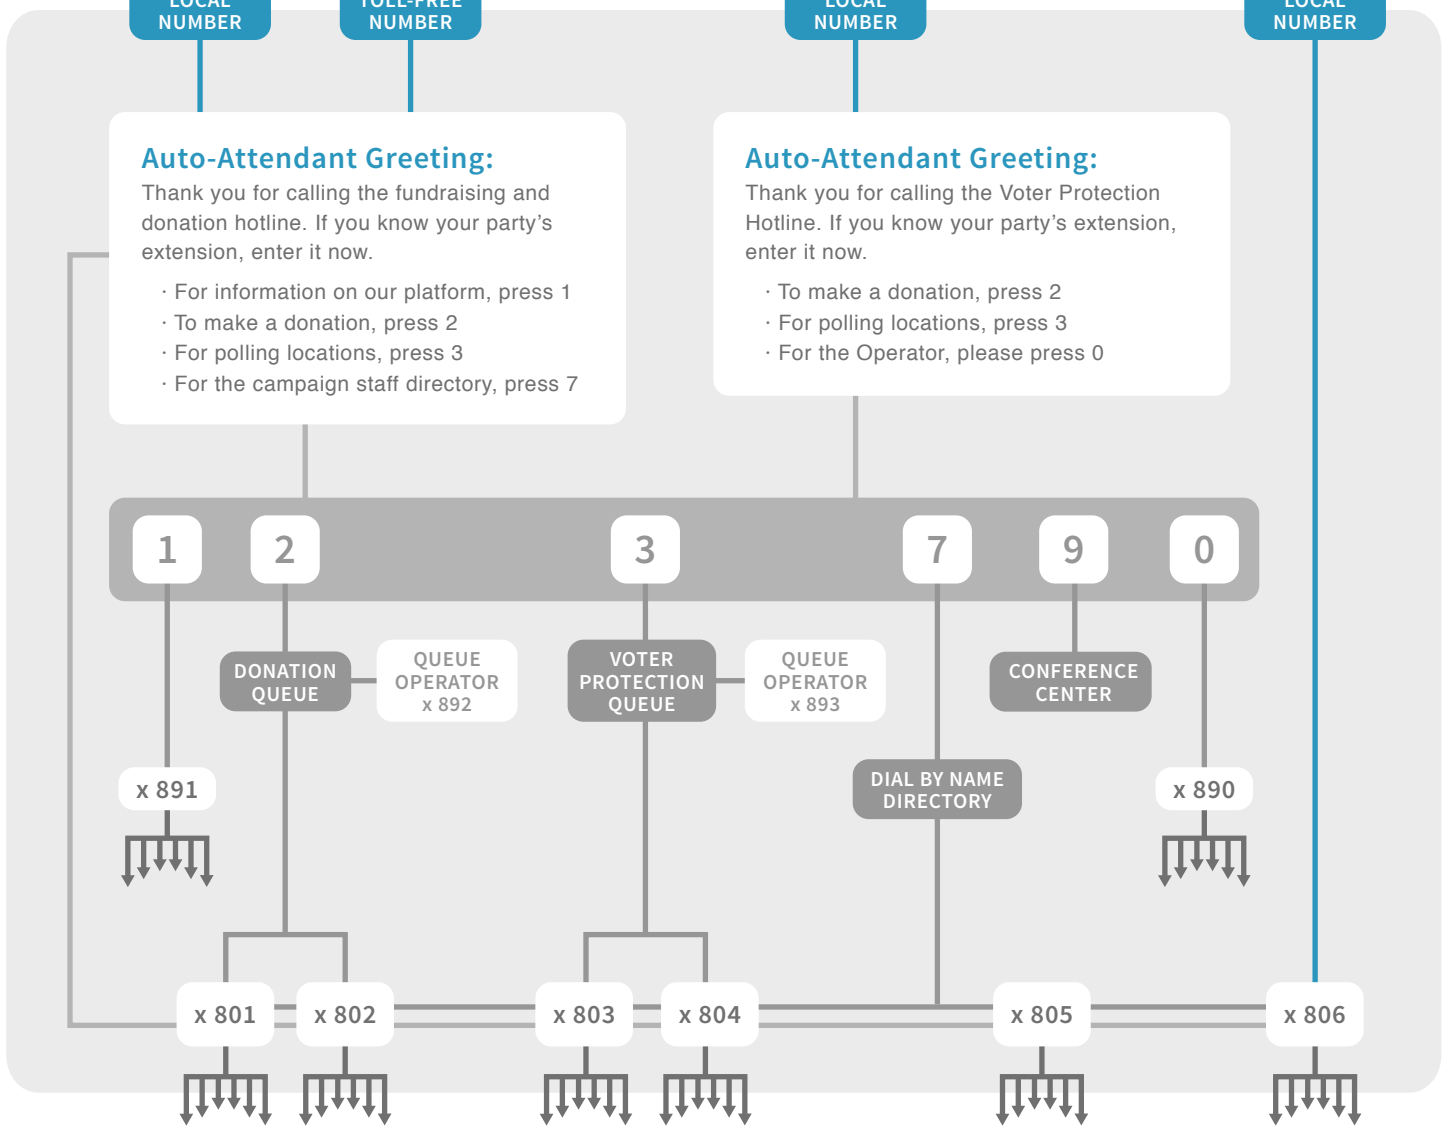 LOCAL
NUMBER
TOLL-FREE
NUMBER
LOCAL
NUMBER
LOCAL
NUMBER
Auto-Attendant Greeting:
Thank you for calling the fundraising and
donation hotline. If you know your party’s
extension, enter it now.
· For information on our platform, press 1
· To make a donation, press 2
· For polling locations, press 3
· For the campaign staff directory, press 7
Auto-Attendant Greeting:
Thank you for calling the Voter Protection
Hotline. If you know your party’s extension,
enter it now.
· To make a donation, press 2
· For polling locations, press 3
· For the Operator, please press 0
1 2 3 7 9 0
DONATION
QUEUE
QUEUE
OPERATOR
x 892
VOTER
PROTECTION
QUEUE
QUEUE
OPERATOR
x 893
CONFERENCE
CENTER
x 891
DIAL BY NAME
DIRECTORY
x 890
x 801 x 802 x 803 x 804 x 805 x 806